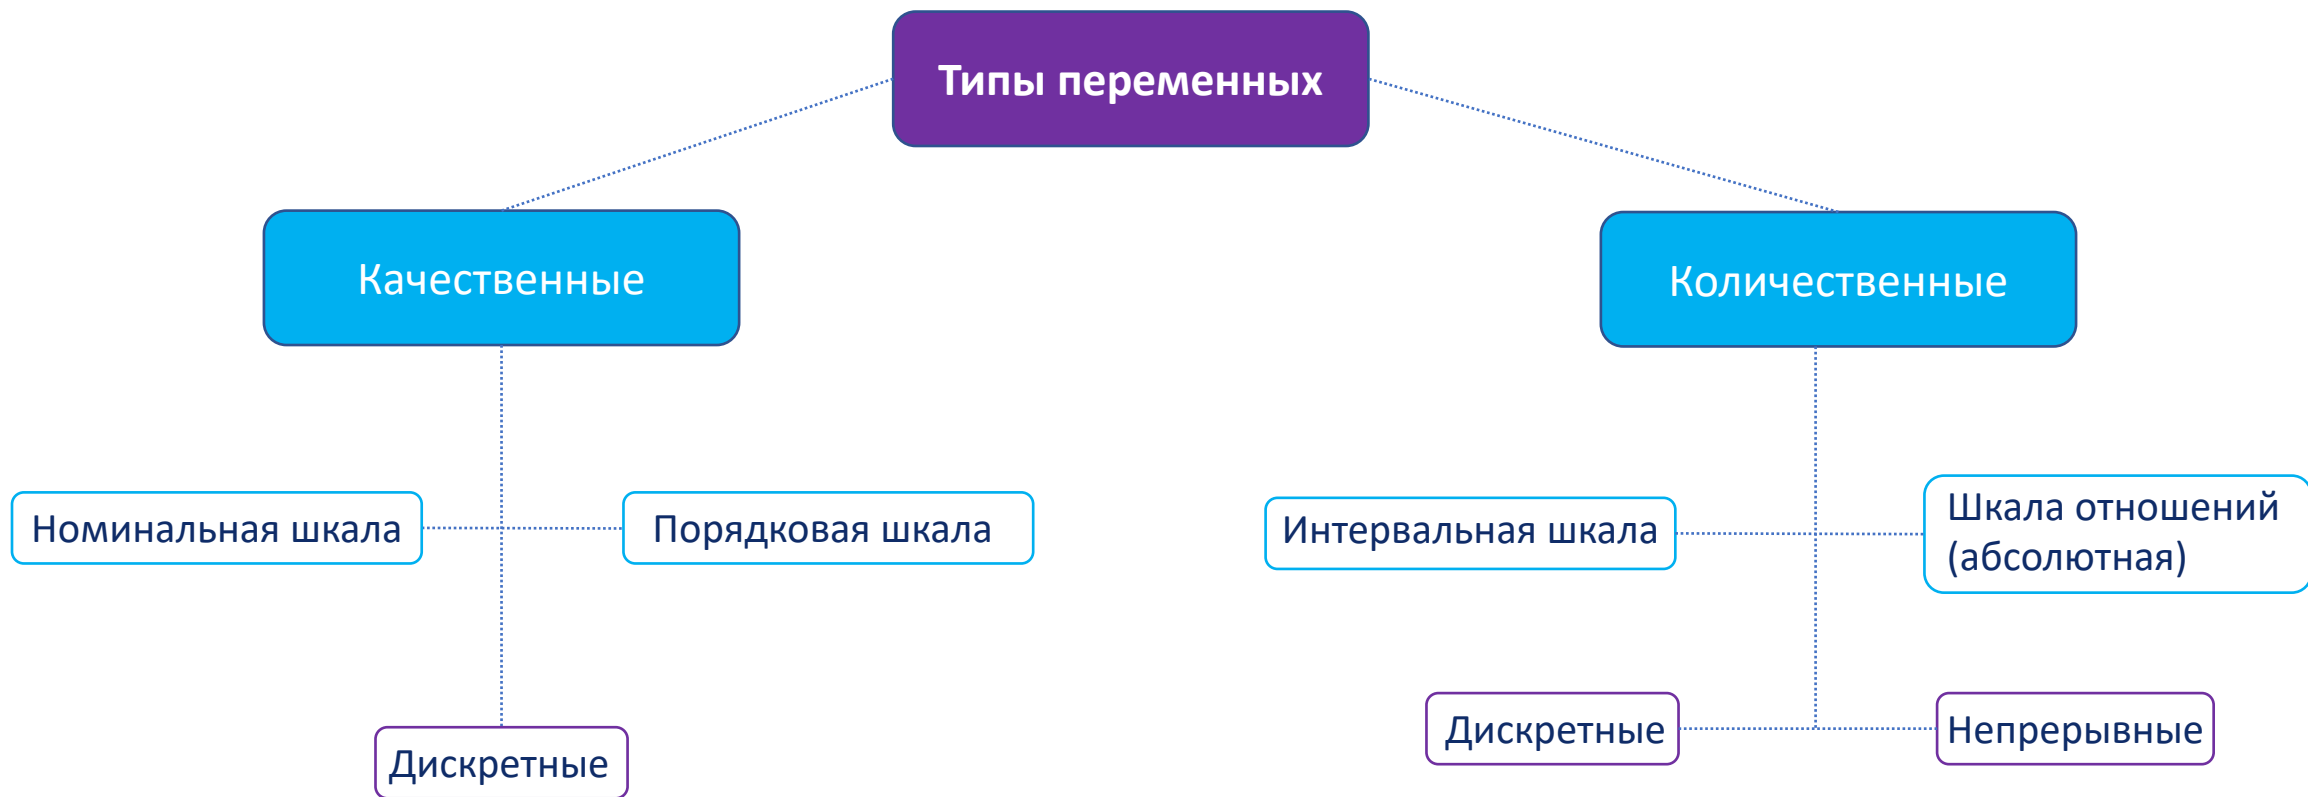 Типы переменных
Качественные
Количественные
Номинальная шкала
Порядковая шкала
Интервальная шкала
Шкала отношений
(абсолютная)
Дискретные
Дискретные
Непрерывные